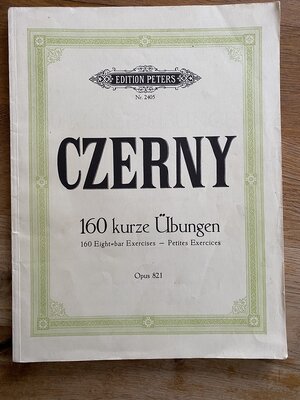 EDITION PETERS
Nr. 2405
CZERNY
160 kurze Übungen
160 Eight=bar Exercises — Petites Exercices
Opus 821